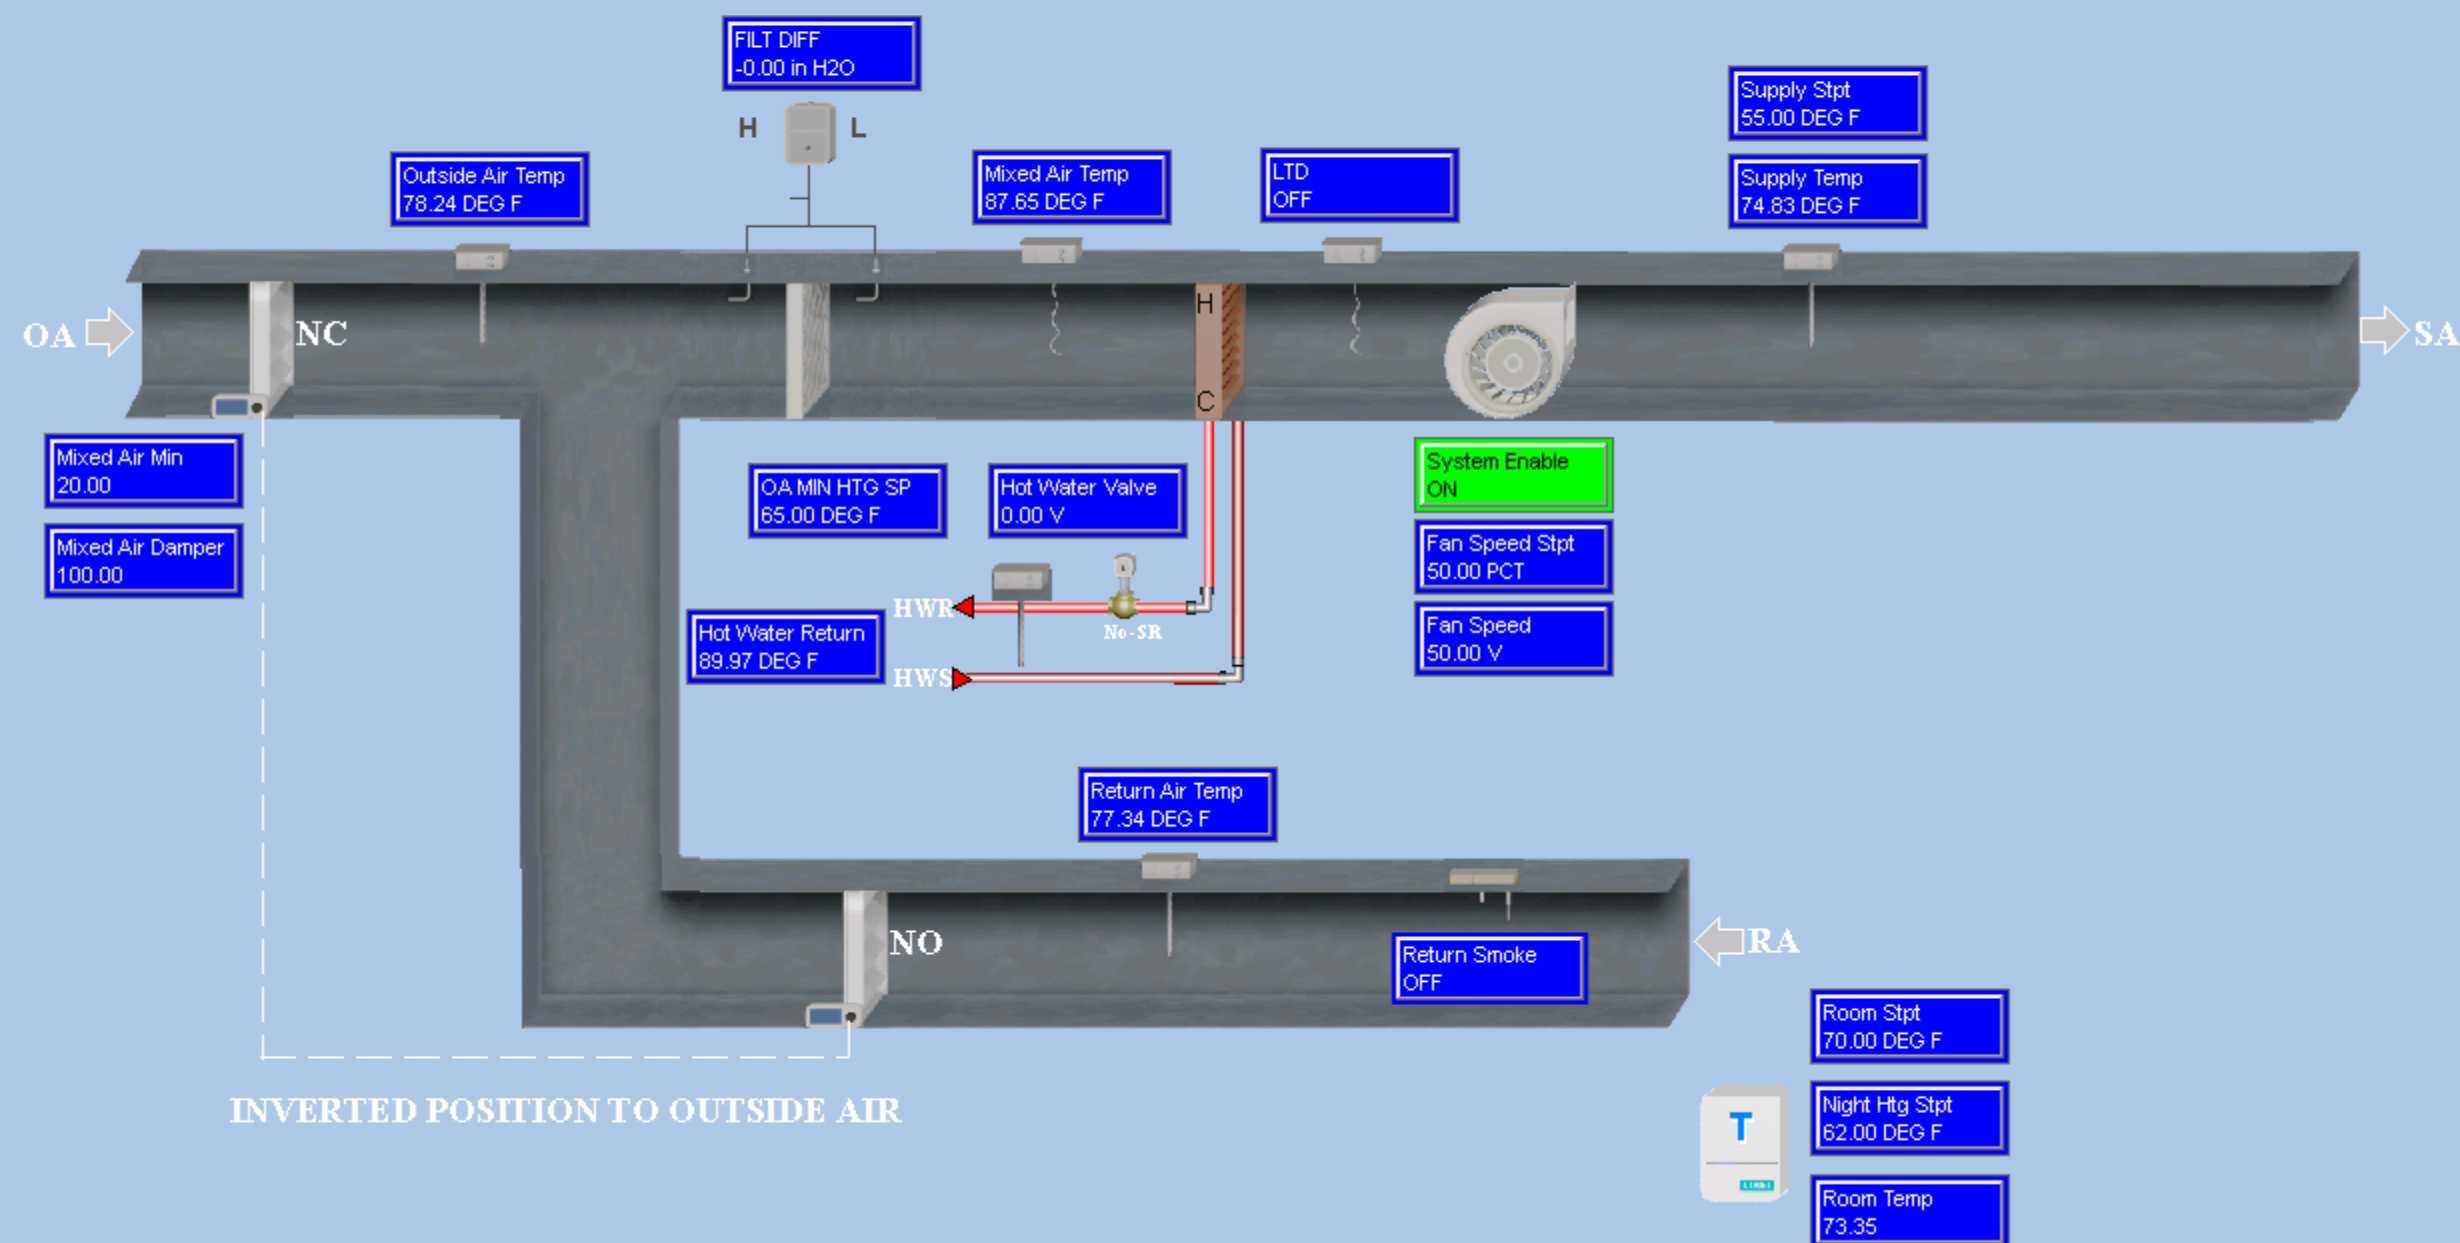 FILT DIFF
-0.00 in H2O
H
L
Supply Stpt
55.00 DEG F
Outside Air Temp
78.24 DEG F
Mixed Air Temp
87.65 DEG F
LTD
OFF
Supply Temp
74.83 DEG F
OA
NC
H
C
SA
Mixed Air Min
20.00
Mixed Air Damper
100.00
OA MIN HTG SP
65.00 DEG F
Hot Water Valve
0.00 V
System Enable
ON
Fan Speed Stpt
50.00 PCT
Fan Speed
50.00 V
HWR
No-SR
Hot Water Return
89.97 DEG F
HWS
Return Air Temp
77.34 DEG F
NO
Return Smoke
OFF
RA
INVERTED POSITION TO OUTSIDE AIR
Room Stpt
70.00 DEG F
T
Night Htg Stpt
62.00 DEG F
Room Temp
73.35